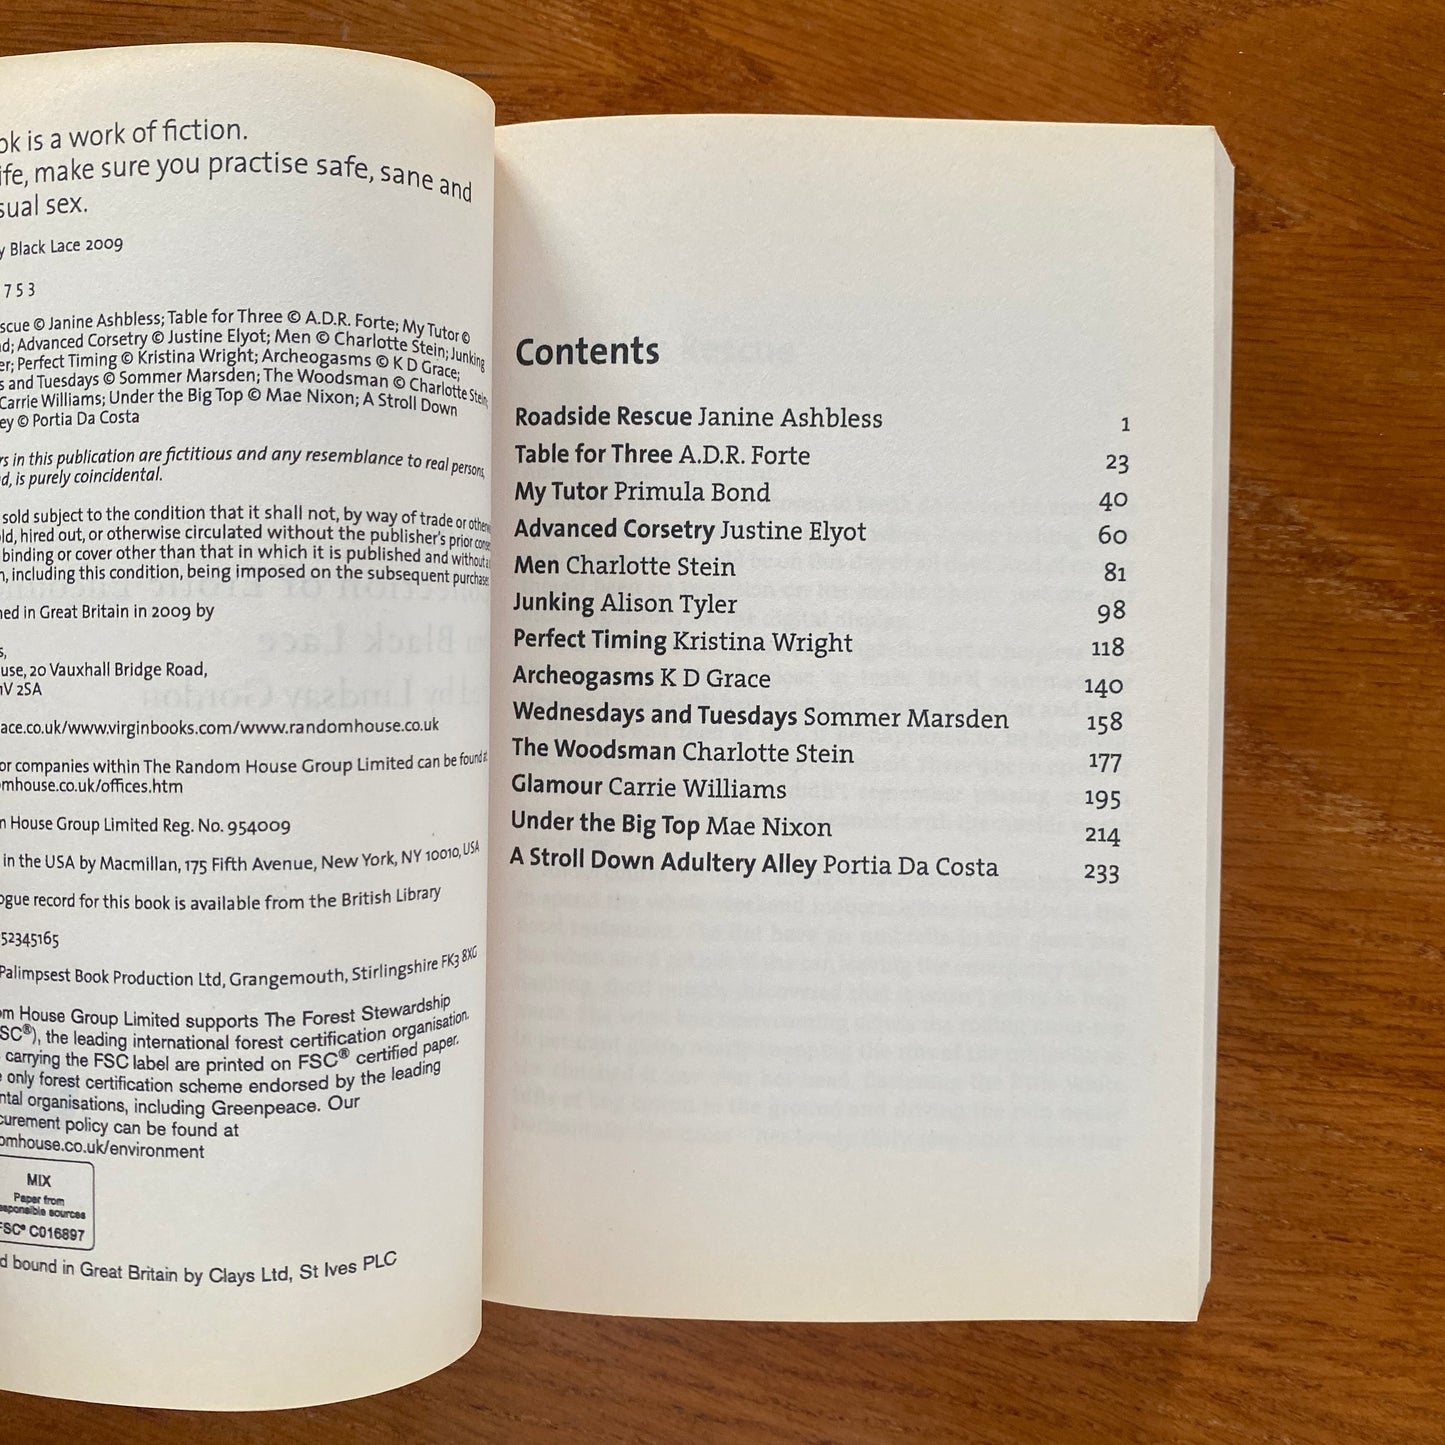 ok is a work of fiction.
ife, make sure you practise safe, sane and
sual sex.
y Black Lace 2009
7 5 3
scue © Janine Ashbless; Table for Three © A.D.R. Forte; My Tutor ©
d; Advanced Corsetry © Justine Elyot; Men © Charlotte Stein; Junking
er; Perfect Timing © Kristina Wright; Archeogasms © K D Grace;
s and Tuesdays © Sommer Marsden; The Woodsman © Charlotte Stein;
Carrie Williams; Under the Big Top © Mae Nixon; A Stroll Down
ey © Portia Da Costa
rs in this publication are fictitious and any resemblance to real persons,
d, is purely coincidental.
sold subject to the condition that it shall not, by way of trade or otherw
ld, hired out, or otherwise circulated without the publisher's prior conse
binding or cover other than that in which it is published and without a
n, including this condition, being imposed on the subsequent purchase
hed in Great Britain in 2009 by
s,
use, 20 Vauxhall Bridge Road,
1V 2SA
ace.co.uk/www.virginbooks.com/www.randomhouse.co.uk
or companies within The Random House Group Limited can be found at
mhouse.co.uk/offices.htm
m House Group Limited Reg. No. 954009
in the USA by Macmillan, 175 Fifth Avenue, New York, NY 10010, USA
ogue record for this book is available from the British Library
52345165
Palimpsest Book Production Ltd, Grangemouth, Stirlingshire FK3 8XG
om House Group Limited supports The Forest Stewardship
SC®), the leading international forest certification organisation.
carrying the FSC label are printed on FSC® certified paper.
e only forest certification scheme endorsed by the leading
ntal organisations, including Greenpeace. Our
curement policy can be found at
omhouse.co.uk/environment
MIX
Paper from
esponsible sources
FSC® C016897
d bound in Great Britain by Clays Ltd, St Ives PLC
Contents
Roadside Rescue Janine Ashbless 1
Table for Three A.D.R. Forte 23
My Tutor Primula Bond 40
Advanced Corsetry Justine Elyot 60
Men Charlotte Stein 81
Junking Alison Tyler 98
Perfect Timing Kristina Wright 118
Archeogasms K D Grace 140
Wednesdays and Tuesdays Sommer Marsden 158
The Woodsman Charlotte Stein 177
Glamour Carrie Williams 195
Under the Big Top Mae Nixon 214
A Stroll Down Adultery Alley Portia Da Costa 233